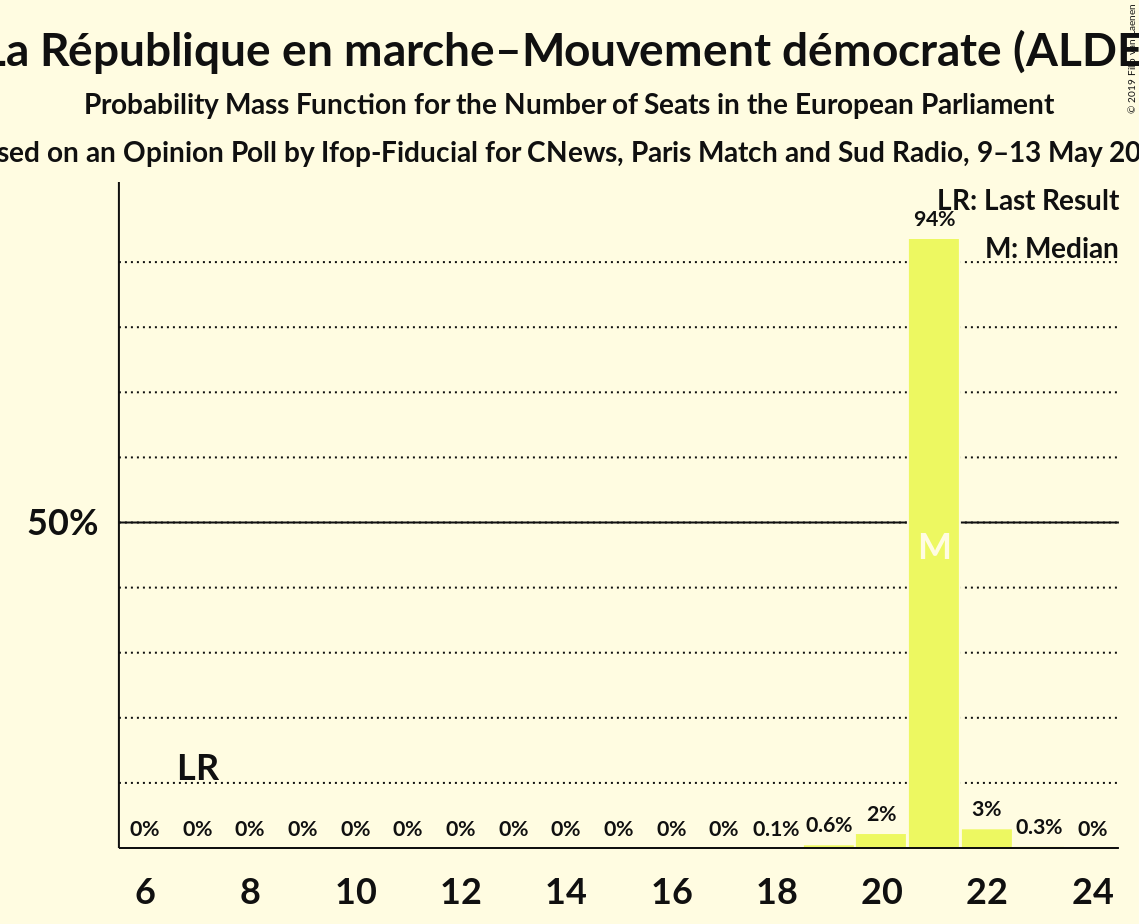 La République en marche–Mouvement démocrate (ALDE
Probability Mass Function for the Number of Seats in the European Parliament
sed on an Opinion Poll by Ifop-Fiducial for CNews, Paris Match and Sud Radio, 9–13 May 20
© 2019
LR: Last Result
94%
M: Median
50%
M
LR
0% 0% 0% 0% 0% 0% 0% 0% 0% 0% 0% 0% 0.1% 0.6% 2% 3% 0.3% 0%
6 8 10 12 14 16 18 20 22 24